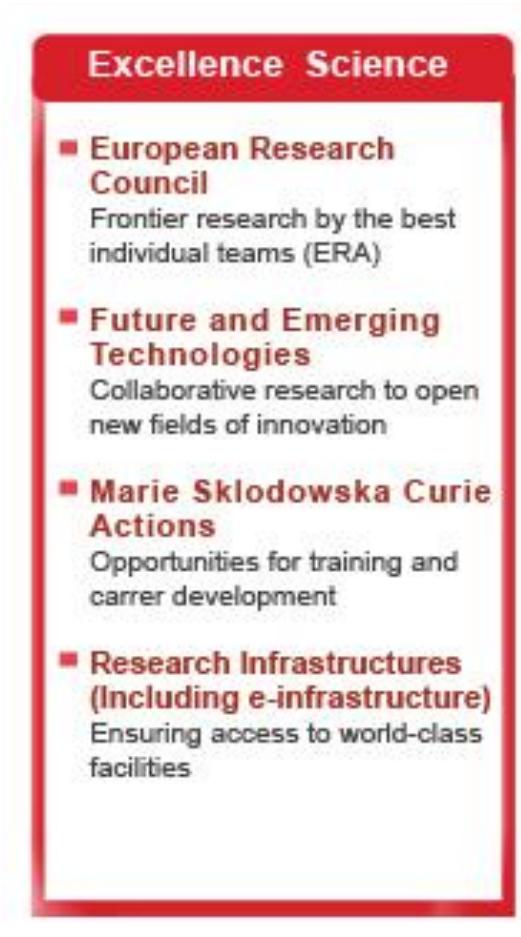 Excellence Science
European Research
Council
Frontier research by the best
individual teams (ERA)
Future and Emerging
Technologies
Collaborative research to open
new fields of innovation
Marie Sklodowska Curie
Actions
Opportunities for training and
carrer development
Research Infrastructures
(Including e-infrastructure)
Ensuring access to world-class
facilities